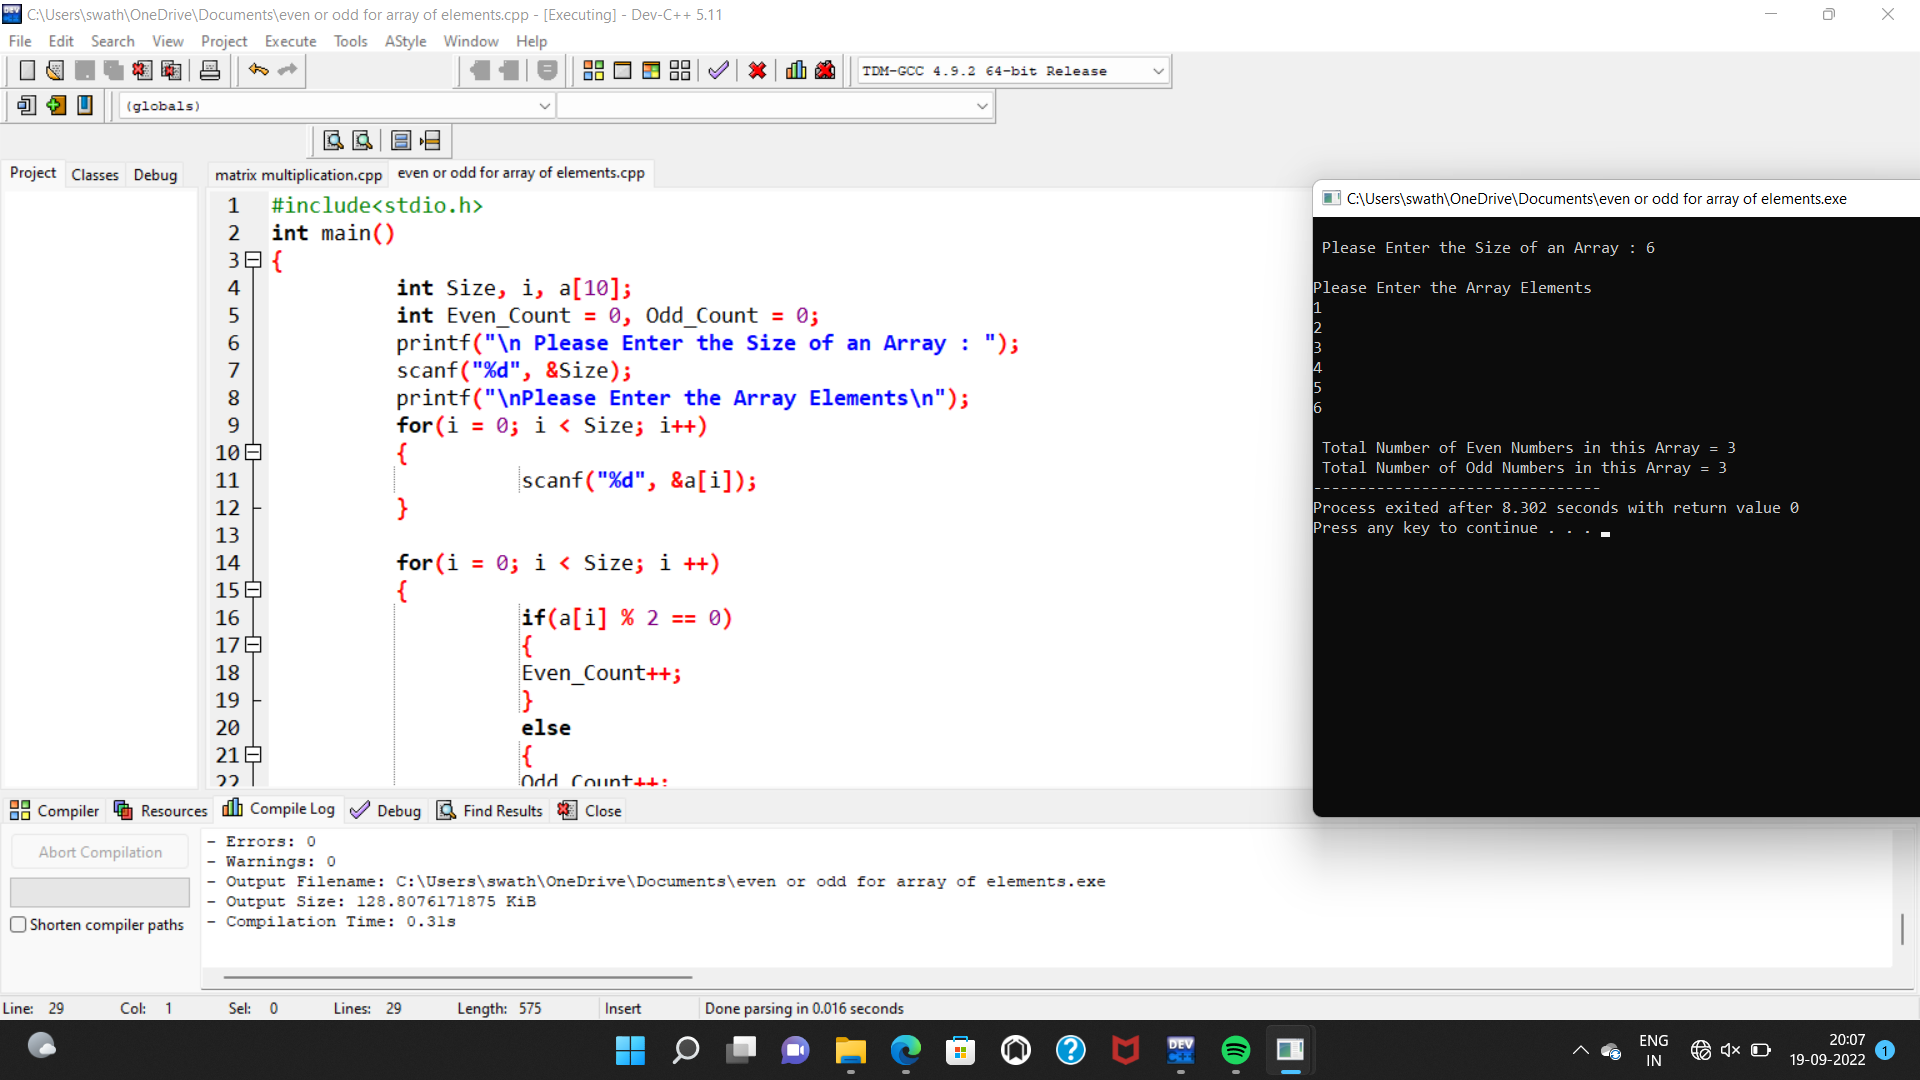 C:\Users\swath\OneDrive\Documents\even or odd for array of elements.cpp - [Executing] - Dev-C++ 5.11
File Edit Search View Project Execute Tools AStyle Window Help
TDM-GCC 4.9.2 64-bit Release
(globals)
Project Classes Debug
matrix multiplication.cpp even or odd for array of elements.cpp
1 #include<stdio.h>
2 int main()
3 {
4 int Size, i, a[10];
5 int Even_Count = 0, Odd_Count = 0;
6 printf("\n Please Enter the Size of an Array : ");
7 scanf("%d", &Size);
8 printf("\nPlease Enter the Array Elements\n");
9 for(i = 0; i < Size; i++)
10 {
11 scanf("%d", &a[i]);
12 }
13
14 for(i = 0; i < Size; i ++)
15 {
16 if(a[i] % 2 == 0)
17 {
18 Even_Count++;
19 }
20 else
21 {
22 Odd_Count++;
C:\Users\swath\OneDrive\Documents\even or odd for array of elements.exe
Please Enter the Size of an Array : 6
Please Enter the Array Elements
1
2
3
4
5
6
Total Number of Even Numbers in this Array = 3
Total Number of Odd Numbers in this Array = 3
--------------------------------
Process exited after 8.302 seconds with return value 0
Press any key to continue . . .
Compiler Resources Compile Log Debug Find Results Close
Abort Compilation
Shorten compiler paths
- Errors: 0
- Warnings: 0
- Output Filename: C:\Users\swath\OneDrive\Documents\even or odd for array of elements.exe
- Output Size: 128.8076171875 KiB
- Compilation Time: 0.31s
Line: 29 Col: 1 Sel: 0 Lines: 29 Length: 575 Insert Done parsing in 0.016 seconds
DEV C++
ENG
IN
20:07
19-09-2022
1